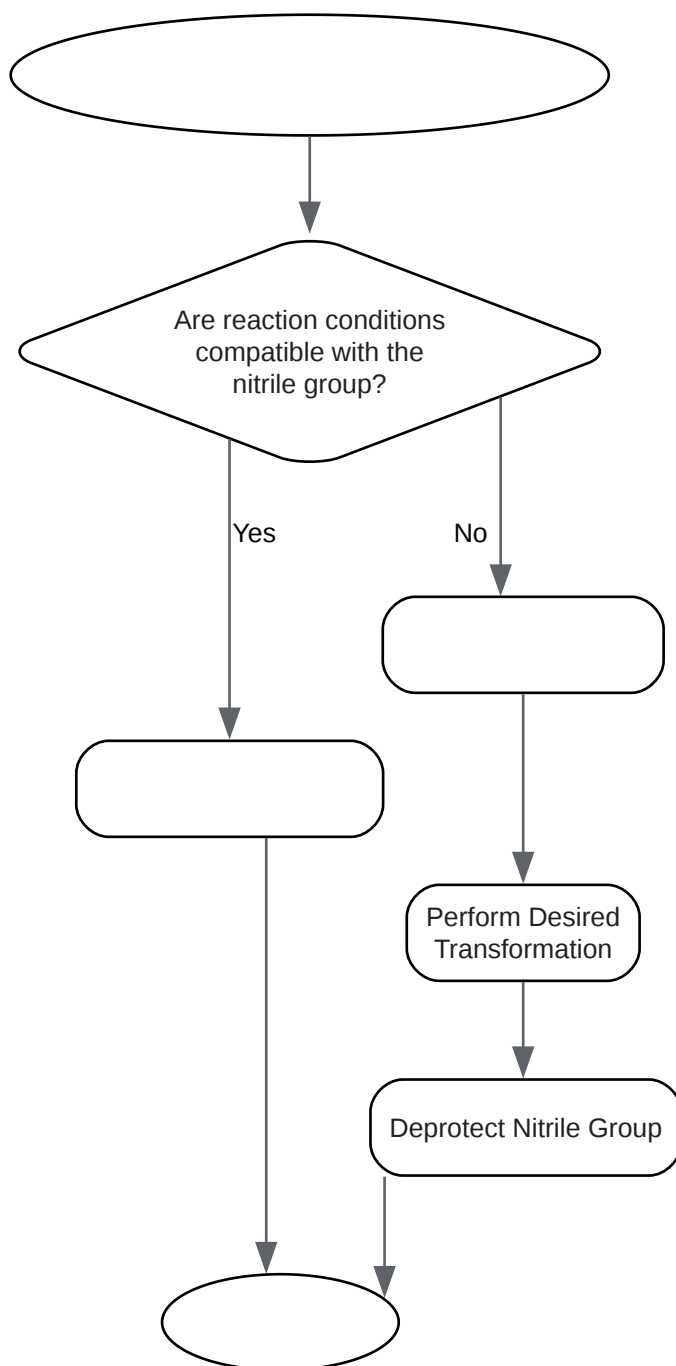 Are reaction conditions
compatible with the
nitrile group?
Yes
No
Perform Desired
Transformation
Deprotect Nitrile Group